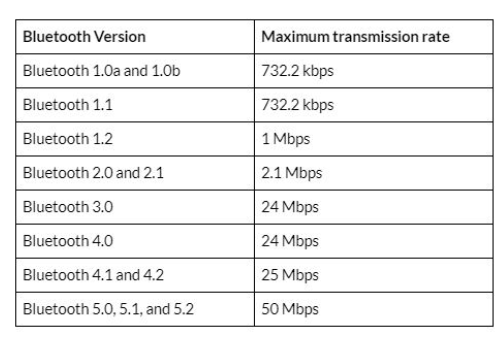 Bluetooth Version Maximum transmission rate
Bluetooth 1.0a and 1.0b 732.2 kbps
Bluetooth 1.1 732.2 kbps
Bluetooth 1.2 1 Mbps
Bluetooth 2.0 and 2.1 2.1 Mbps
Bluetooth 3.0 24 Mbps
Bluetooth 4.0 24 Mbps
Bluetooth 4.1 and 4.2 25 Mbps
Bluetooth 5.0, 5.1, and 5.2 50 Mbps